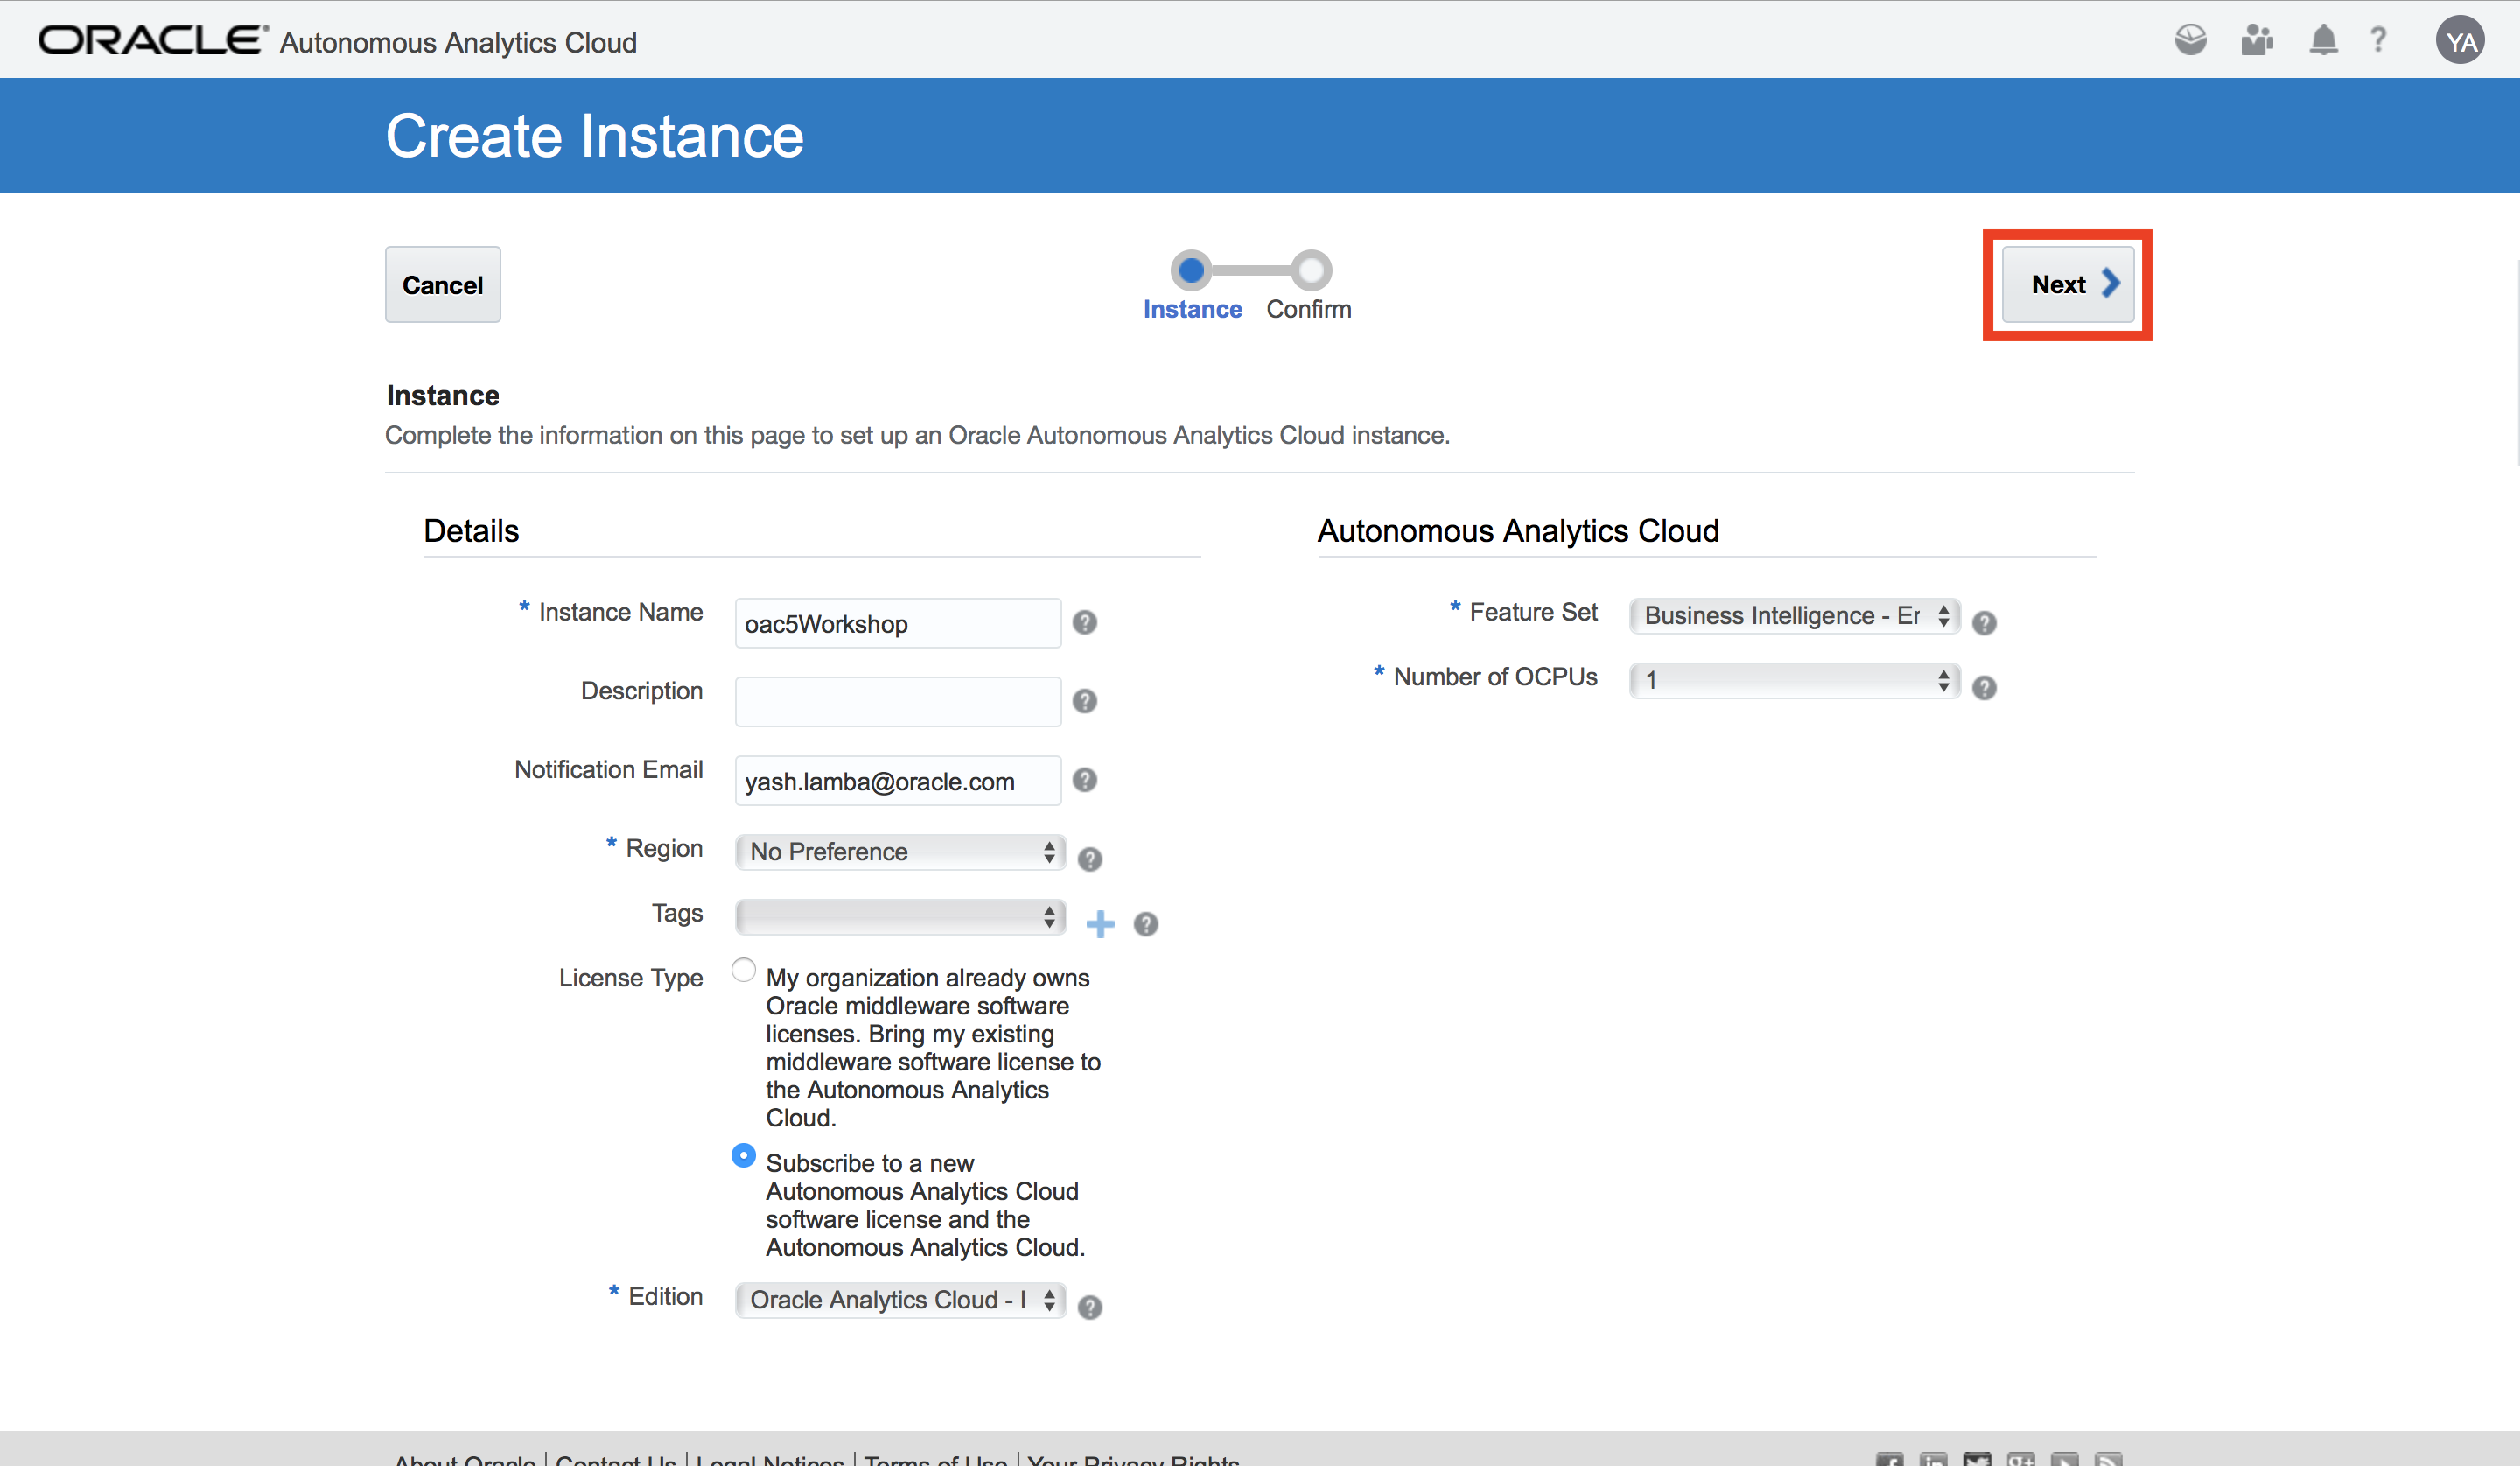 ORACLE Autonomous Analytics Cloud
? YA
Create Instance
Cancel
Instance Confirm
Next
Instance
Complete the information on this page to set up an Oracle Autonomous Analytics Cloud instance.
Details
* Instance Name oac5Workshop ?
Description ?
Notification Email yash.lamba@oracle.com ?
* Region No Preference ?
Tags ?
License Type
My organization already owns
Oracle middleware software
licenses. Bring my existing
middleware software license to
the Autonomous Analytics
Cloud.
Subscribe to a new
Autonomous Analytics Cloud
software license and the
Autonomous Analytics Cloud.
* Edition Oracle Analytics Cloud - ?
Autonomous Analytics Cloud
* Feature Set Business Intelligence - Er ?
* Number of OCPUs 1 ?
About Oracle | Contact Us | Legal Notices | Terms of Use | Your Privacy Rights